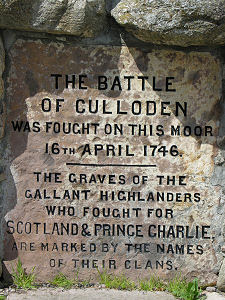 THE BATTLE
OF CULLODEN
WAS FOUGHT ON THIS MOOR
16TH APRIL 1746.
THE GRAVES OF THE
GALLANT HIGHLANDERS
WHO FOUGHT FOR
SCOTLAND & PRINCE CHARLIE.
ARE MARKED BY THE NAMES
OF THEIR CLANS.